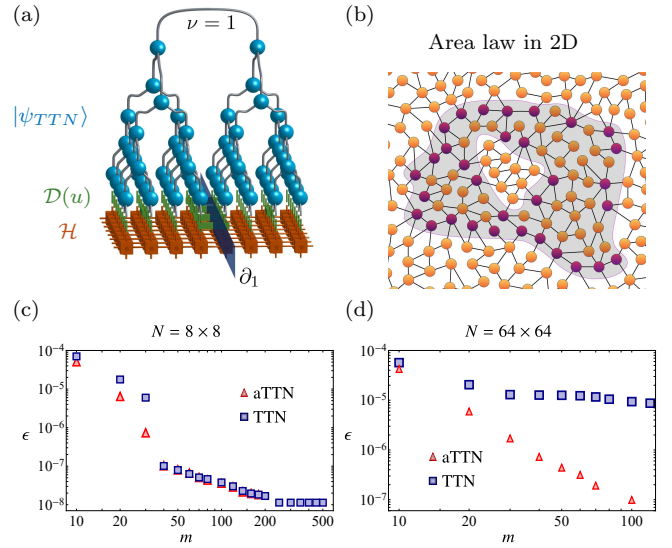 (a)
ν = 1
|ψ_TTN⟩
D(u)
H
∂₁
(b)
Area law in 2D
(c)
N = 8 × 8
10⁻⁴
10⁻⁵
10⁻⁶
10⁻⁷
10⁻⁸
ϵ
aTTN
TTN
10 20 50 100 200 500
m
(d)
N = 64 × 64
10⁻⁴
10⁻⁵
10⁻⁶
10⁻⁷
ϵ
aTTN
TTN
10 20 50 100
m